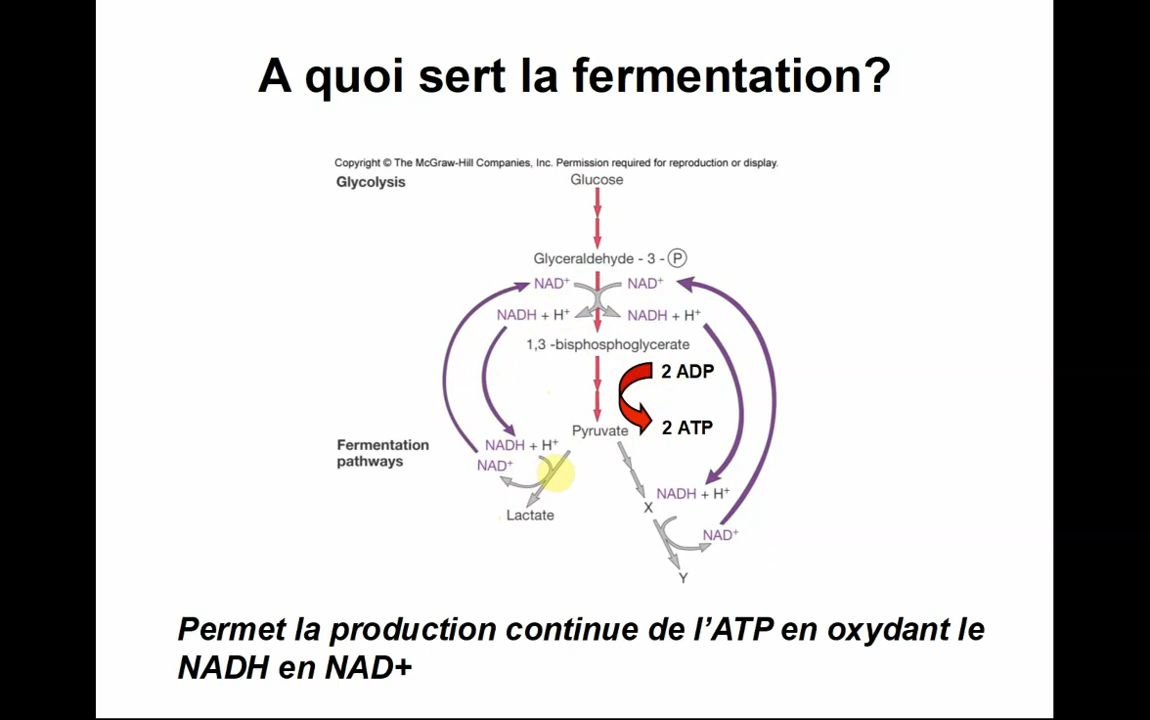 A quoi sert la fermentation?
Copyright © The McGraw-Hill Companies, Inc. Permission required for reproduction or display.
Glycolysis
Glucose
Glyceraldehyde - 3 - P
NAD⁺ NAD⁺
NADH + H⁺ NADH + H⁺
1,3 -bisphosphoglycerate
2 ADP
2 ATP
Pyruvate
Fermentation
pathways
NADH + H⁺
NAD⁺
Lactate
X
NADH + H⁺
NAD⁺
Y
Permet la production continue de l’ATP en oxydant le
NADH en NAD+